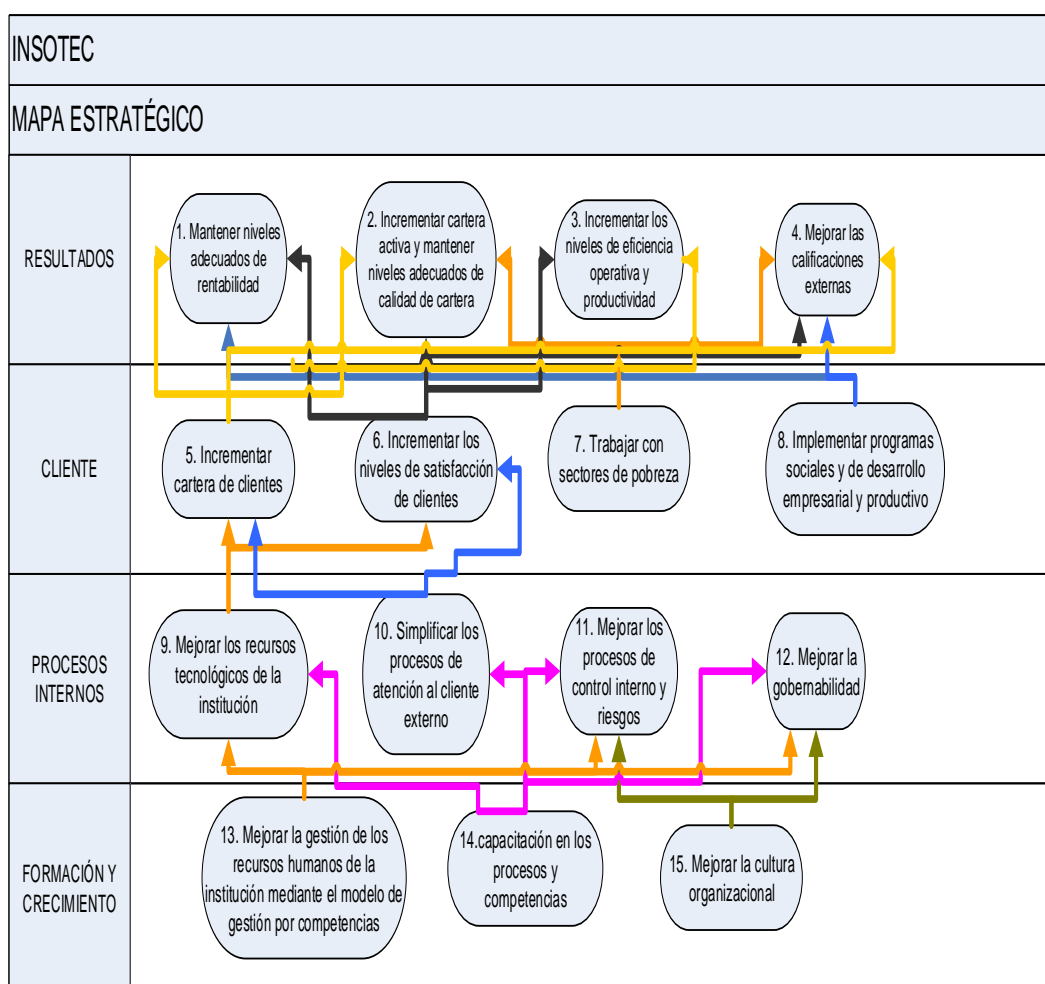 INSOTEC
MAPA ESTRATÉGICO
RESULTADOS
1. Mantener niveles
adecuados de
rentabilidad
2. Incrementar cartera
activa y mantener
niveles adecuados de
calidad de cartera
3. Incrementar los
niveles de eficiencia
operativa y
productividad
4. Mejorar las
calificaciones
externas
CLIENTE
5. Incrementar
cartera de clientes
6. Incrementar los
niveles de satisfacción
de clientes
7. Trabajar con
sectores de pobreza
8. Implementar programas
sociales y de desarrollo
empresarial y productivo
PROCESOS
INTERNOS
9. Mejorar los recursos
tecnológicos de la
institución
10. Simplificar los
procesos de
atención al cliente
externo
11. Mejorar los
procesos de
control interno y
riesgos
12. Mejorar la
gobernabilidad
FORMACIÓN Y
CRECIMIENTO
13. Mejorar la gestión de los
recursos humanos de la
institución mediante el modelo de
gestión por competencias
14.capacitación en los
procesos y
competencias
15. Mejorar la cultura
organizacional